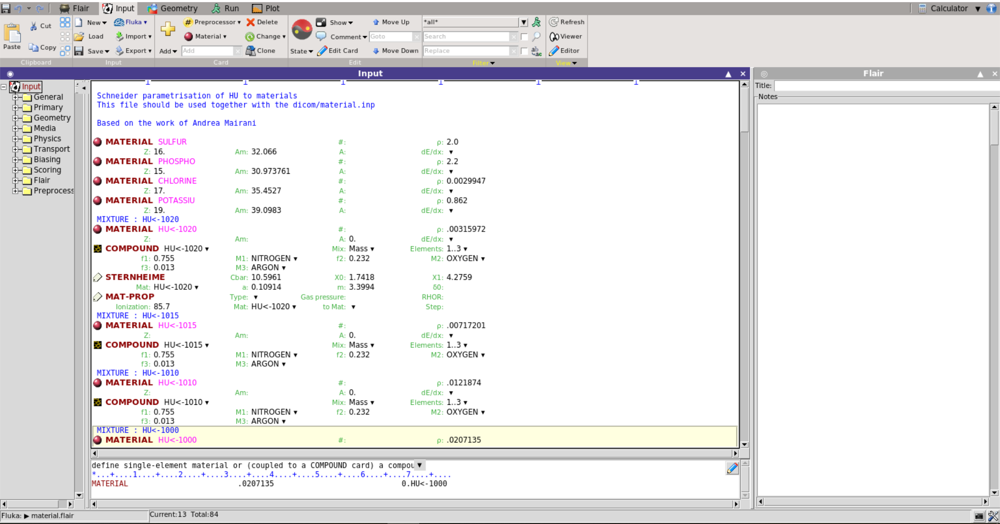 Flair Input Geometry Run Plot Calculator
Paste Cut Copy Clipboard
New Fluka Load Import Save Export Input
Add Preprocessor Delete Material Change Add Clone Card
State Show Move Up Comment Goto Edit Card Move Down Edit
*all* Search Replace Filter
Refresh Viewer Editor View
Input
Flair
Title:
Notes
Input
General
Primary
Geometry
Media
Physics
Transport
Biasing
Scoring
Flair
Preprocess
Schneider parametrisation of HU to materials
This file should be used together with the dicom/material.inp
Based on the work of Andrea Mairani
MATERIAL SULFUR #: ρ: 2.0
Z: 16. Am: 32.066 A: dE/dx:
MATERIAL PHOSPHO #: ρ: 2.2
Z: 15. Am: 30.973761 A: dE/dx:
MATERIAL CHLORINE #: ρ: 0.0029947
Z: 17. Am: 35.4527 A: dE/dx:
MATERIAL POTASSIU #: ρ: 0.862
Z: 19. Am: 39.0983 A: dE/dx:
MIXTURE : HU<-1020
MATERIAL HU<-1020 #: ρ: .00315972
Z: Am: A: 0. dE/dx:
COMPOUND HU<-1020 Mix: Mass Elements: 1..3
f1: 0.755 M1: NITROGEN f2: 0.232 M2: OXYGEN
f3: 0.013 M3: ARGON
STERNHEIME Cbar: 10.5961 X0: 1.7418 X1: 4.2759
Mat: HU<-1020 a: 0.10914 m: 3.3994 δ0:
MAT-PROP Type: Gas pressure: RHOR:
Ionization: 85.7 Mat: HU<-1020 to Mat: Step:
MIXTURE : HU<-1015
MATERIAL HU<-1015 #: ρ: .00717201
Z: Am: A: 0. dE/dx:
COMPOUND HU<-1015 Mix: Mass Elements: 1..3
f1: 0.755 M1: NITROGEN f2: 0.232 M2: OXYGEN
f3: 0.013 M3: ARGON
MIXTURE : HU<-1010
MATERIAL HU<-1010 #: ρ: .0121874
Z: Am: A: 0. dE/dx:
COMPOUND HU<-1010 Mix: Mass Elements: 1..3
f1: 0.755 M1: NITROGEN f2: 0.232 M2: OXYGEN
f3: 0.013 M3: ARGON
MIXTURE : HU<-1000
MATERIAL HU<-1000 #: ρ: .0207135
define single-element material or (coupled to a COMPOUND card) a compou
*...+....1....+....2....+....3....+....4....+....5....+....6....+....7....+....
MATERIAL .0207135 0.HU<-1000
Fluka: ▶ material.flair Current:13 Total:84